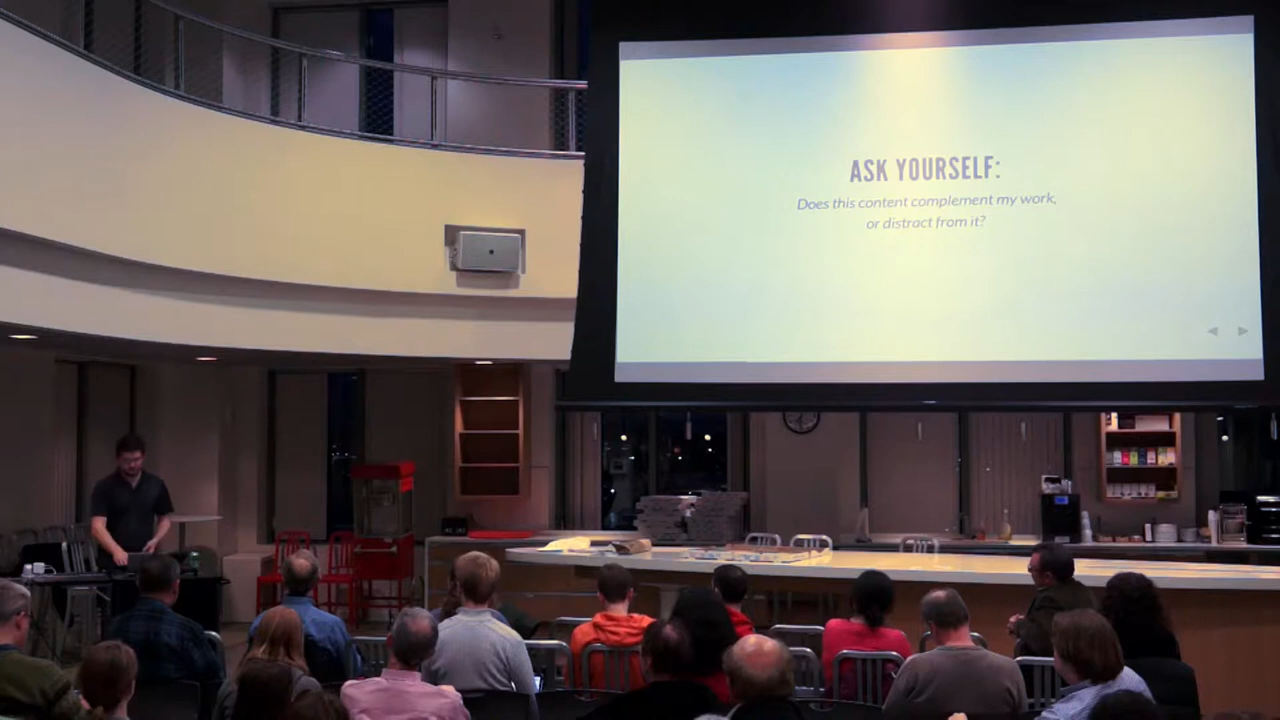 ASK YOURSELF:
Does this content complement my work,
or distract from it?